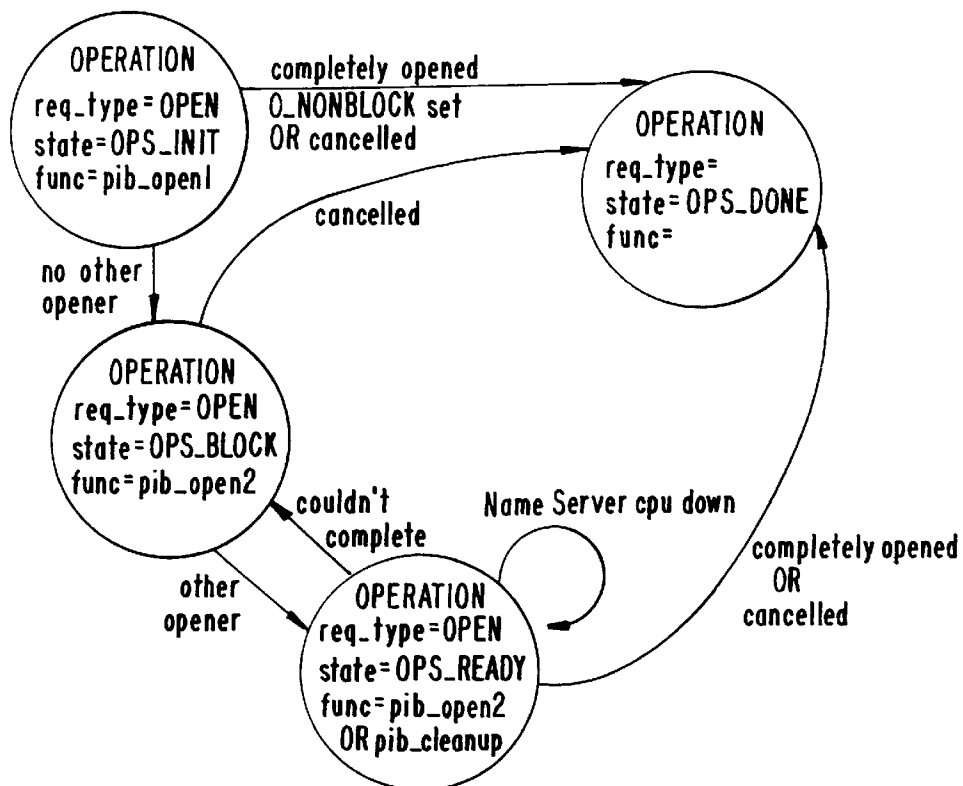 OPERATION
req_type=OPEN
state=OPS_INIT
func=pib_open1
completely opened
O_NONBLOCK set
OR cancelled
OPERATION
req_type=
state=OPS_DONE
func=
cancelled
no other
opener
OPERATION
req_type=OPEN
state=OPS_BLOCK
func=pib_open2
couldn't
complete
Name Server cpu down
other
opener
completely opened
OR
cancelled
OPERATION
req_type=OPEN
state=OPS_READY
func=pib_open2
OR pib_cleanup